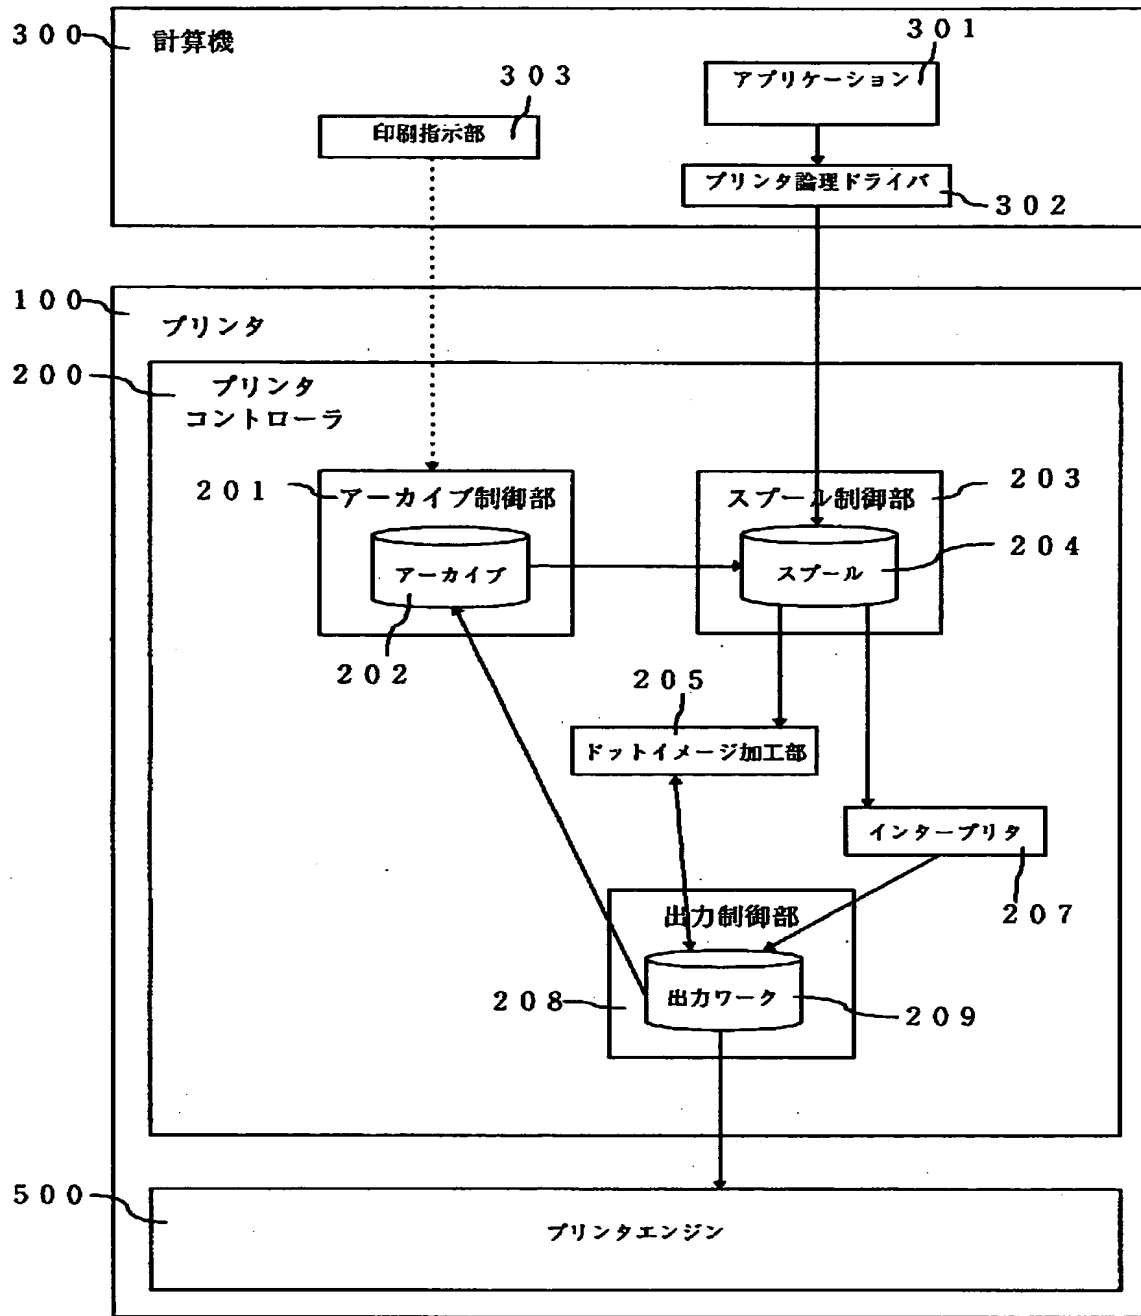 300
計算機
301
アプリケーション
303
印刷指示部
プリンタ論理ドライバ
302
100
プリンタ
200
プリンタ
コントローラ
201
アーカイブ制御部
アーカイブ
202
スプール制御部
203
スプール
204
205
ドットイメージ加工部
インタープリタ
207
出力制御部
208
出力ワーク
209
500
プリンタエンジン